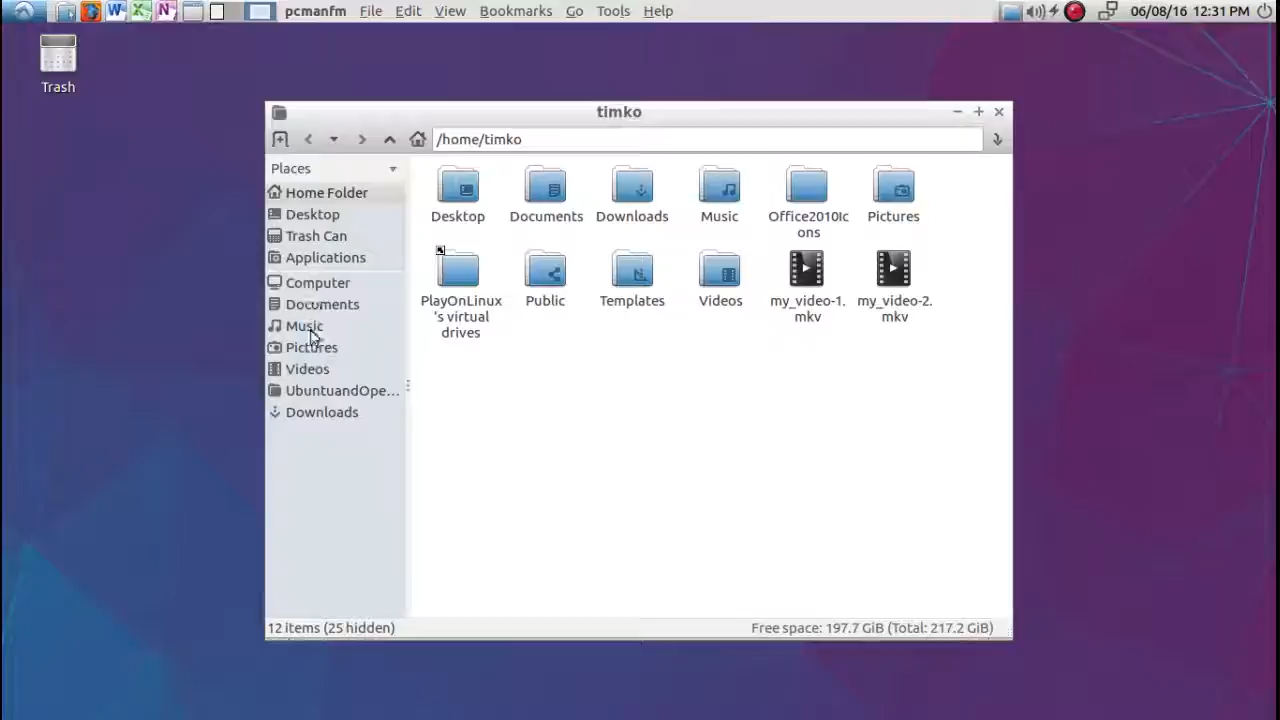 pcmanfm File Edit View Bookmarks Go Tools Help 06/08/16 12:31 PM
Trash
timko
/home/timko
Places
Home Folder
Desktop
Trash Can
Applications
Computer
Documents
Music
Pictures
Videos
UbuntuandOpe...
Downloads
Desktop Documents Downloads Music Office2010Ic
ons
Pictures
PlayOnLinux
's virtual
drives
Public Templates Videos
my_video-1.
mkv
my_video-2.
mkv
12 items (25 hidden) Free space: 197.7 GiB (Total: 217.2 GiB)